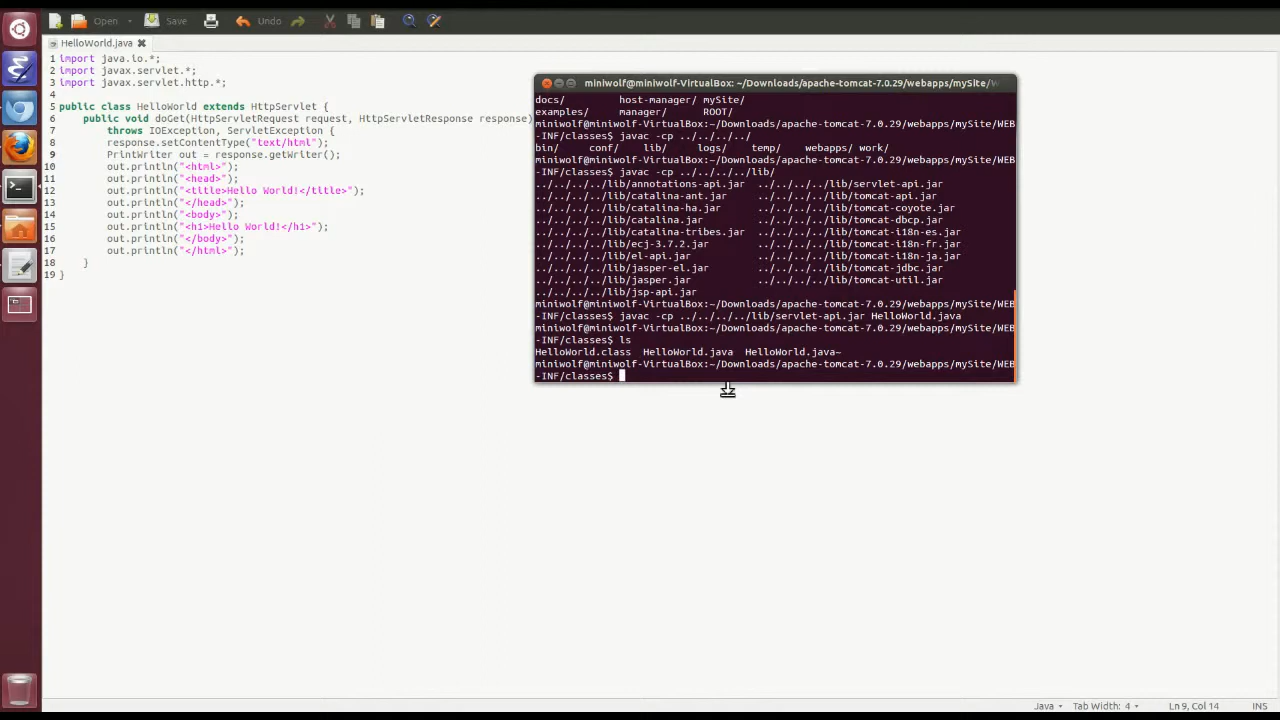 Open Save Undo
HelloWorld.java
1 import java.io.*;
2 import javax.servlet.*;
3 import javax.servlet.http.*;
4
5 public class HelloWorld extends HttpServlet {
6 public void doGet(HttpServletRequest request, HttpServletResponse response)
7 throws IOException, ServletException {
8 response.setContentType("text/html");
9 PrintWriter out = response.getWriter();
10 out.println("<html>");
11 out.println("<head>");
12 out.println("<title>Hello World!</title>");
13 out.println("</head>");
14 out.println("<body>");
15 out.println("<h1>Hello World!</h1>");
16 out.println("</body>");
17 out.println("</html>");
18 }
19 }
miniwolf@miniwolf-VirtualBox: ~/Downloads/apache-tomcat-7.0.29/webapps/mySite/W
docs/ host-manager/ mySite/
examples/ manager/ ROOT/
miniwolf@miniwolf-VirtualBox:~/Downloads/apache-tomcat-7.0.29/webapps/mySite/WEB
-INF/classes$ javac -cp ../../../../
bin/ conf/ lib/ logs/ temp/ webapps/ work/
miniwolf@miniwolf-VirtualBox:~/Downloads/apache-tomcat-7.0.29/webapps/mySite/WEB
-INF/classes$ javac -cp ../../../../lib/
../../../../lib/annotations-api.jar ../../../../lib/servlet-api.jar
../../../../lib/catalina-ant.jar ../../../../lib/tomcat-api.jar
../../../../lib/catalina-ha.jar ../../../../lib/tomcat-coyote.jar
../../../../lib/catalina.jar ../../../../lib/tomcat-dbcp.jar
../../../../lib/catalina-tribes.jar ../../../../lib/tomcat-i18n-es.jar
../../../../lib/ecj-3.7.2.jar ../../../../lib/tomcat-i18n-fr.jar
../../../../lib/el-api.jar ../../../../lib/tomcat-i18n-ja.jar
../../../../lib/jasper-el.jar ../../../../lib/tomcat-jdbc.jar
../../../../lib/jasper.jar ../../../../lib/tomcat-util.jar
../../../../lib/jsp-api.jar
miniwolf@miniwolf-VirtualBox:~/Downloads/apache-tomcat-7.0.29/webapps/mySite/WEB
-INF/classes$ javac -cp ../../../../lib/servlet-api.jar HelloWorld.java
miniwolf@miniwolf-VirtualBox:~/Downloads/apache-tomcat-7.0.29/webapps/mySite/WEB
-INF/classes$ ls
HelloWorld.class HelloWorld.java HelloWorld.java~
miniwolf@miniwolf-VirtualBox:~/Downloads/apache-tomcat-7.0.29/webapps/mySite/WEB
-INF/classes$
Java Tab Width: 4 Ln 9, Col 14 INS